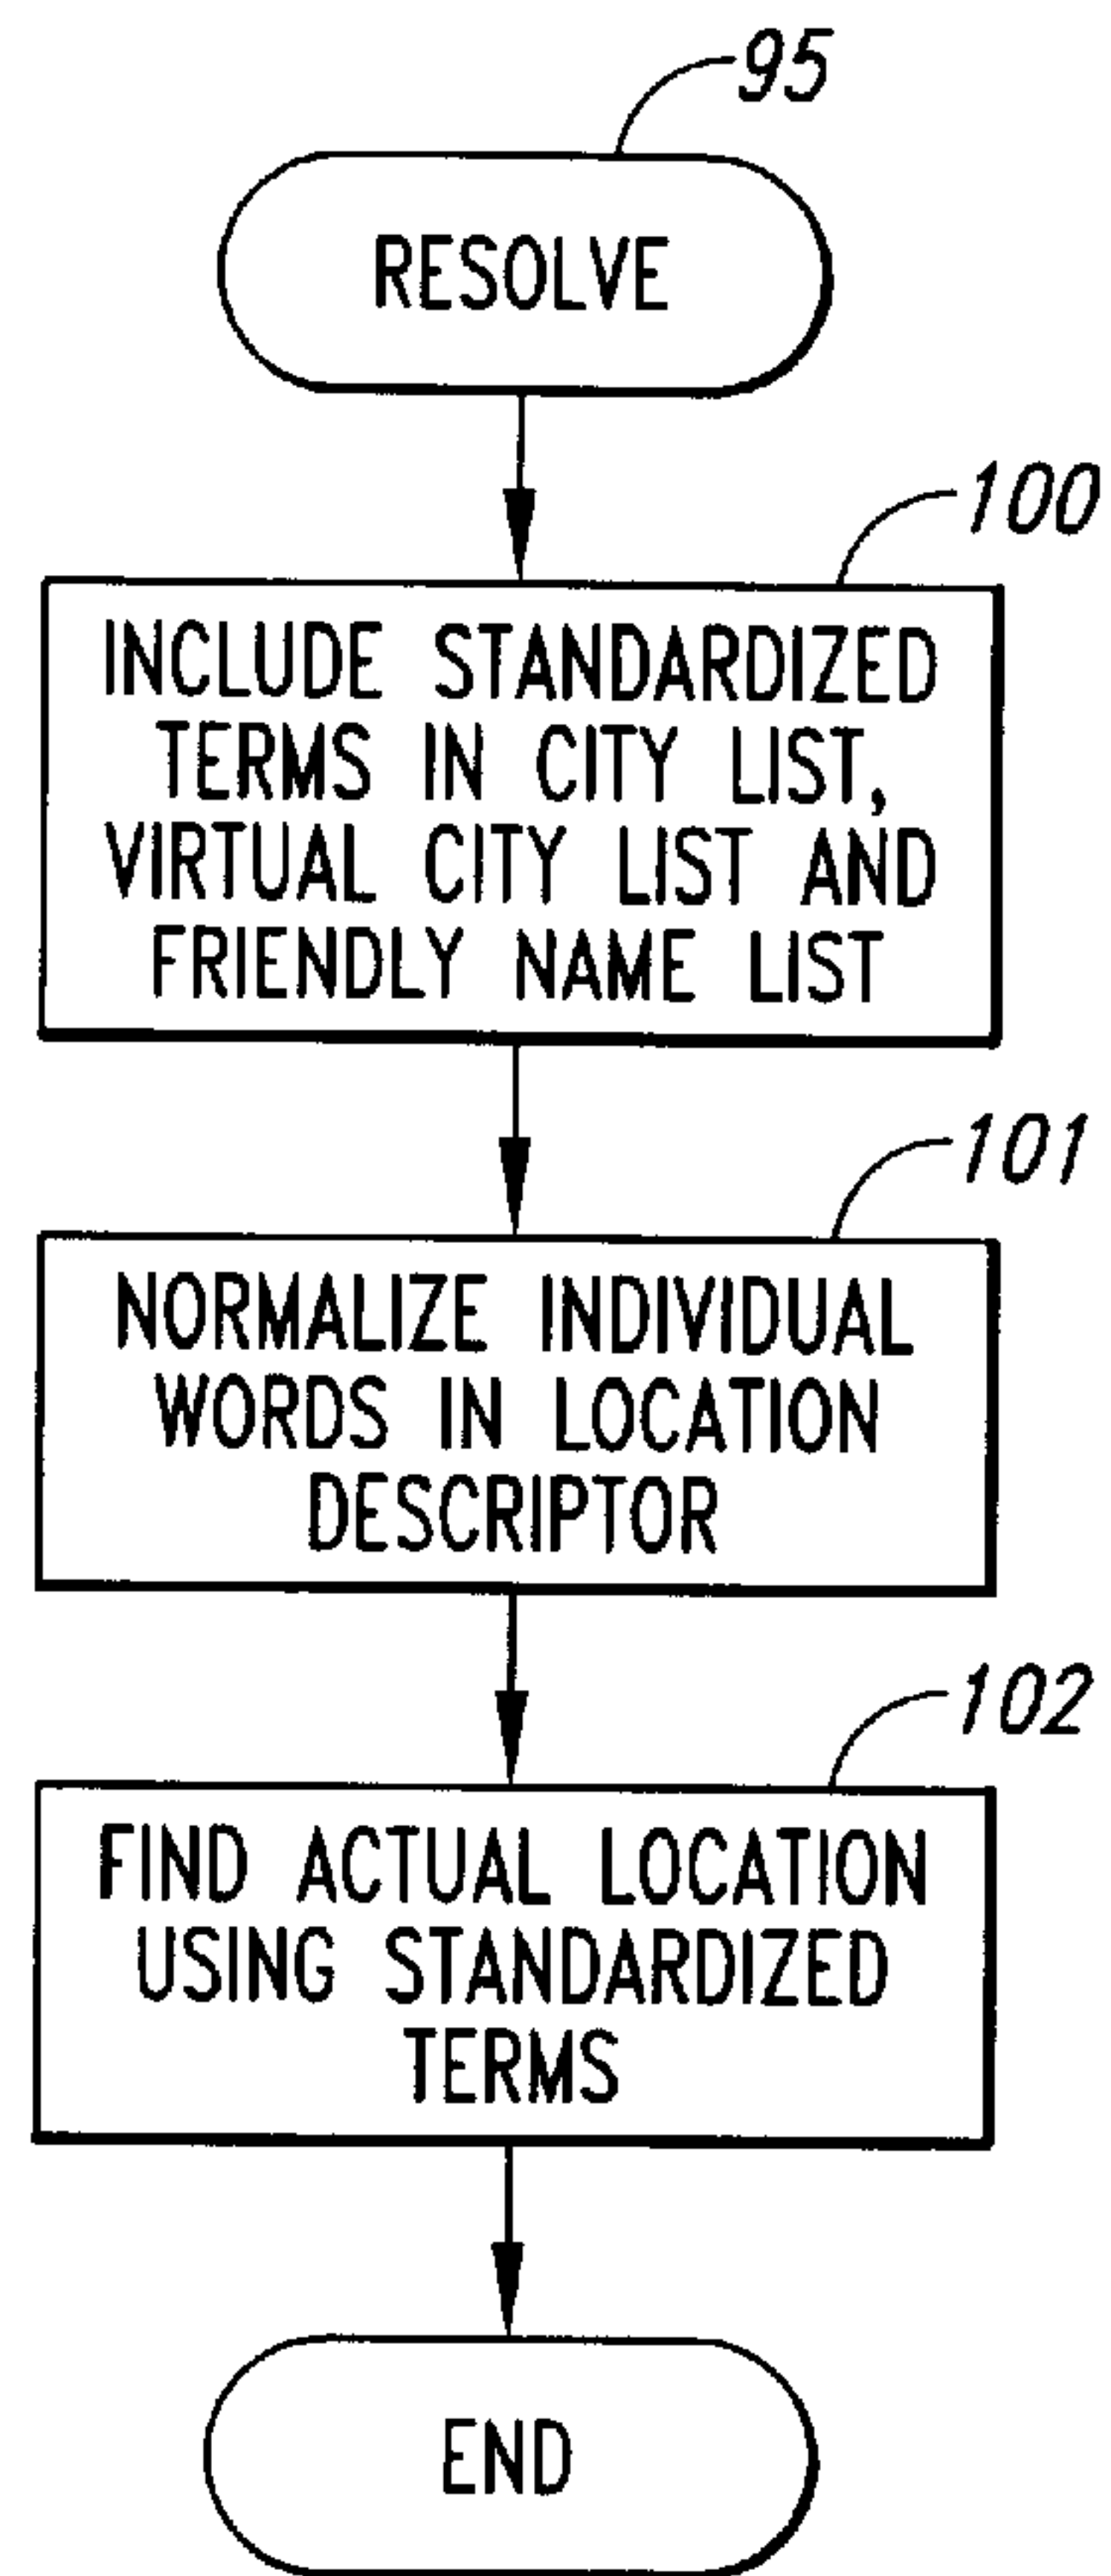 95
RESOLVE
100
INCLUDE STANDARDIZED
TERMS IN CITY LIST,
VIRTUAL CITY LIST AND
FRIENDLY NAME LIST
101
NORMALIZE INDIVIDUAL
WORDS IN LOCATION
DESCRIPTOR
102
FIND ACTUAL LOCATION
USING STANDARDIZED
TERMS
END